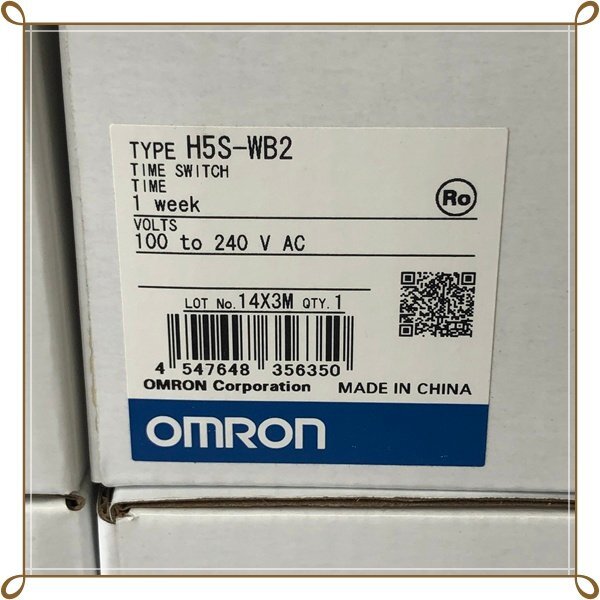 TYPE H5S-WB2
TIME SWITCH
TIME
1 week
Ro
VOLTS
100 to 240 V AC
LOT No. 14X3M QTY. 1
4 547648 356350
OMRON Corporation MADE IN CHINA
OMRON